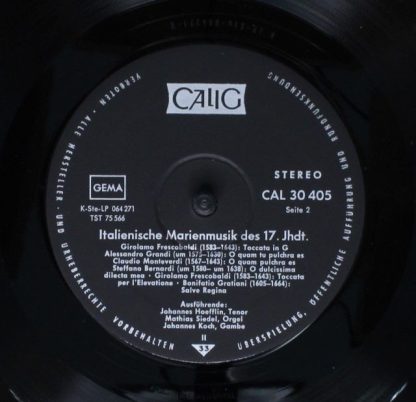 CALIG
GEMA
K-Ste-LP 064271
TST 75 566
STEREO
CAL 30 405
Seite 2
Italienische Marienmusik des 17. Jhdt.
Girolamo Frescobaldi (1583—1643): Toccata in G
Alessandro Grandi (um 1575—1630): O quam tu pulchra es
Claudio Monteverdi (1567—1643): O quam pulchra es
Steffano Bernardi (um 1580— um 1638): O dulcissima
dilecta mea · Girolamo Frescobaldi (1583—1643): Toccata
per l'Elevatione · Bonifatio Gratiani (1605—1664):
Salve Regina
Ausführende:
Johannes Hoefflin, Tenor
Mathias Siedel, Orgel
Johannes Koch, Gambe
II
33
ALLE HERSTELLER- UND URHEBERRECHTE VORBEHALTEN · ÜBERSPIELUNG, ÖFFENTLICHE AUFFÜHRUNG UND RUNDFUNKSENDUNG VERBOTEN ·